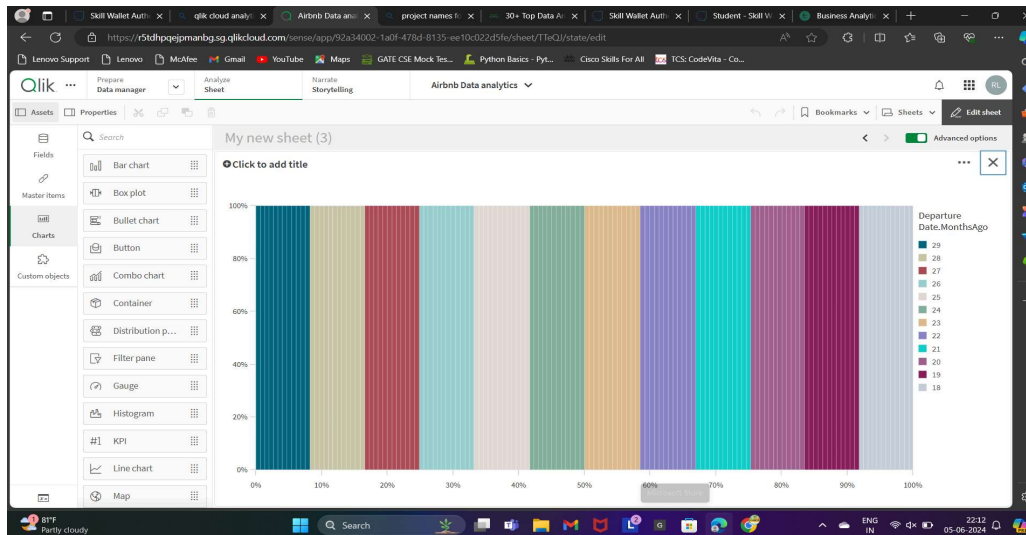 Skill Wallet Auth
qlik cloud analyt
Airbnb Data anal
project names fo
30+ Top Data An
Skill Wallet Auth
Student - Skill W
Business Analytic
https://r5tdhpqejpmanbg.sg.qlikcloud.com/sense/app/92a34002-1a0f-478d-8135-ee10c022d5fe/sheet/TTeQJ/state/edit
Lenovo Support
Lenovo
McAfee
Gmail
YouTube
Maps
GATE CSE Mock Tes...
Python Basics - Pyt...
Cisco Skills For All
TCS: CodeVita - Co...
Qlik
Prepare
Data manager
Analyze
Sheet
Narrate
Storytelling
Airbnb Data analytics
RL
Assets
Properties
Bookmarks
Sheets
Edit sheet
Fields
Master items
Charts
Custom objects
Search
Bar chart
Box plot
Bullet chart
Button
Combo chart
Container
Distribution p...
Filter pane
Gauge
Histogram
#1 KPI
Line chart
Map
My new sheet (3)
Advanced options
Click to add title
100%
80%
60%
40%
20%
0%
0% 10% 20% 30% 40% 50% 60% 70% 80% 90% 100%
Departure
Date.MonthsAgo
29
28
27
26
25
24
23
22
21
20
19
18
81°F
Partly cloudy
Search
ENG
IN
22:12
05-06-2024